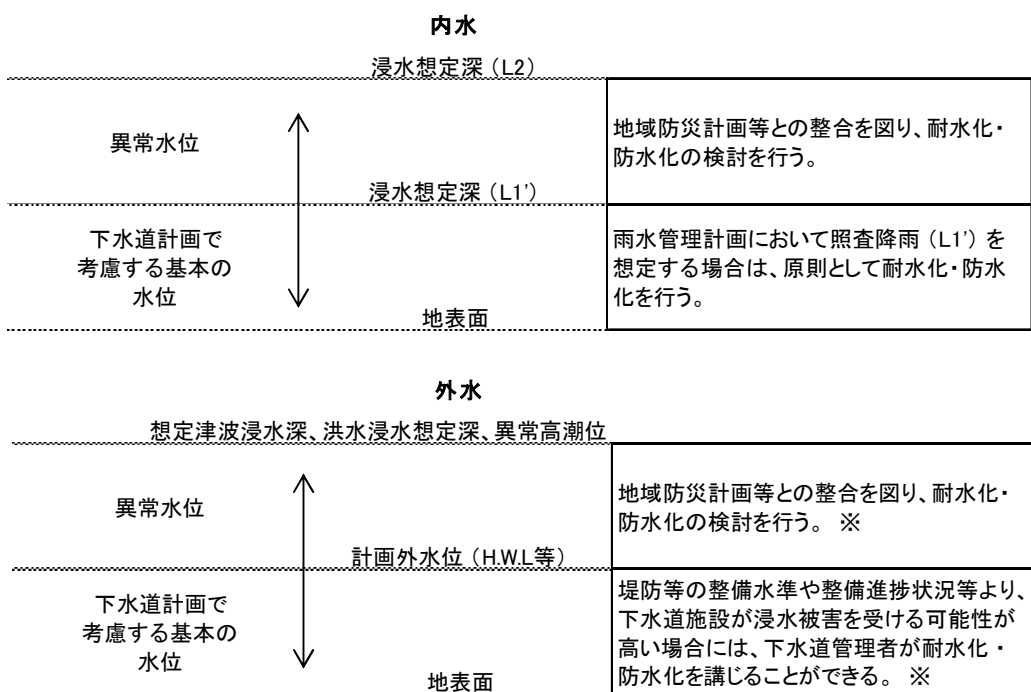 内水
浸水想定深（L2）
異常水位
地域防災計画等との整合を図り、耐水化・
防水化の検討を行う。
浸水想定深（L1'）
下水道計画で
考慮する基本の
水位
雨水管理計画において照査降雨（L1'）を
想定する場合は、原則として耐水化・防水
化を行う。
地表面
外水
想定津波浸水深、洪水浸水想定深、異常高潮位
異常水位
地域防災計画等との整合を図り、耐水化・
防水化の検討を行う。 ※
計画外水位（H.W.L等）
下水道計画で
考慮する基本の
水位
堤防等の整備水準や整備進捗状況等より、
下水道施設が浸水被害を受ける可能性が
高い場合には、下水道管理者が耐水化・
防水化を講じることができる。 ※
地表面